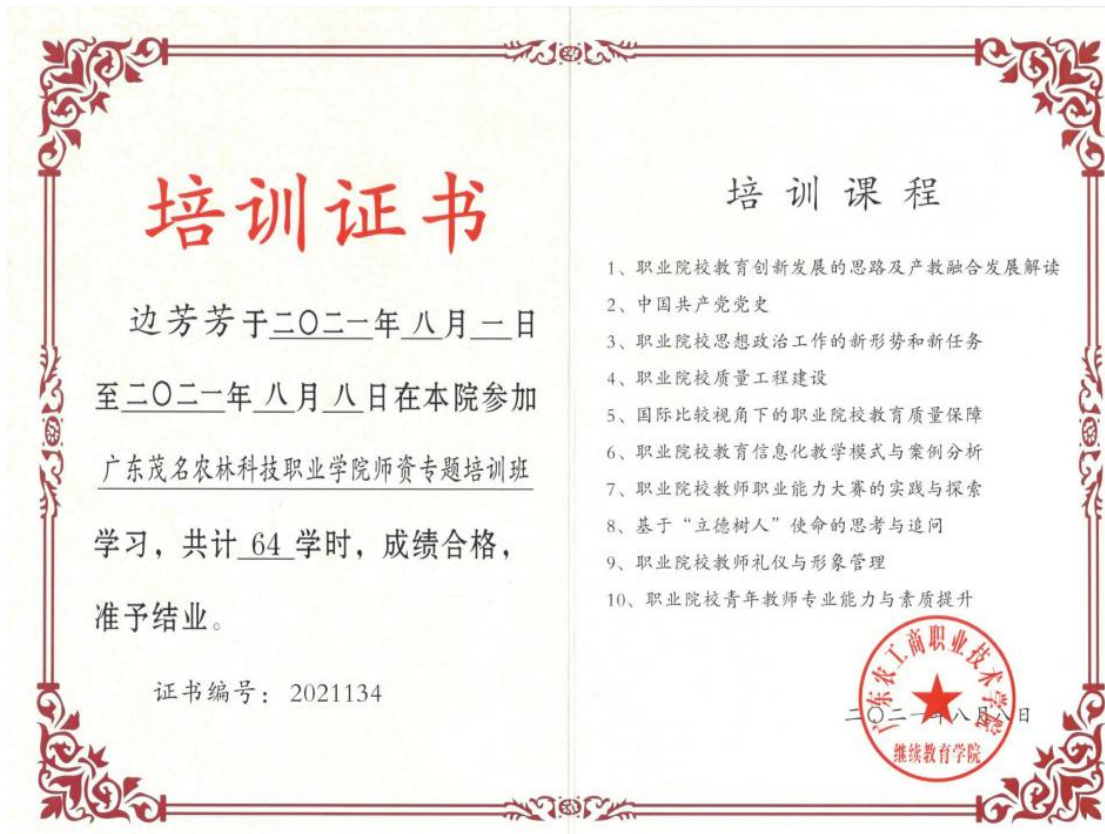 培训证书
边芳芳于二〇二一年八月一日
至二〇二一年八月八日在本院参加
广东茂名农林科技职业学院师资专题培训班
学习，共计64学时，成绩合格，
准予结业。
证书编号：2021134
培训课程
1、职业院校教育创新发展的思路及产教融合发展解读
2、中国共产党党史
3、职业院校思想政治工作的新形势和新任务
4、职业院校质量工程建设
5、国际比较视角下的职业院校教育质量保障
6、职业院校教育信息化教学模式与案例分析
7、职业院校教师职业能力大赛的实践与探索
8、基于“立德树人”使命的思考与追问
9、职业院校教师礼仪与形象管理
10、职业院校青年教师专业能力与素质提升
广东农工商职业技术学院
二〇二一年八月八日
继续教育学院